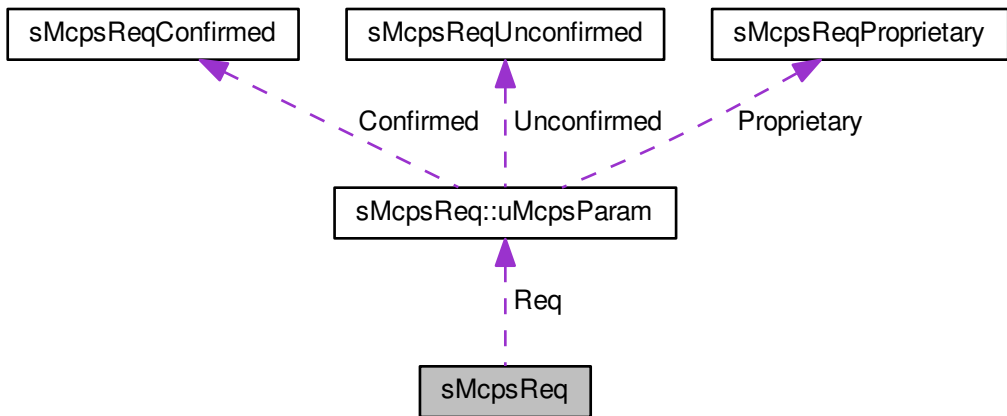 sMcpsReqConfirmed
sMcpsReqUnconfirmed
sMcpsReqProprietary
Confirmed
Unconfirmed
Proprietary
sMcpsReq::uMcpsParam
Req
sMcpsReq